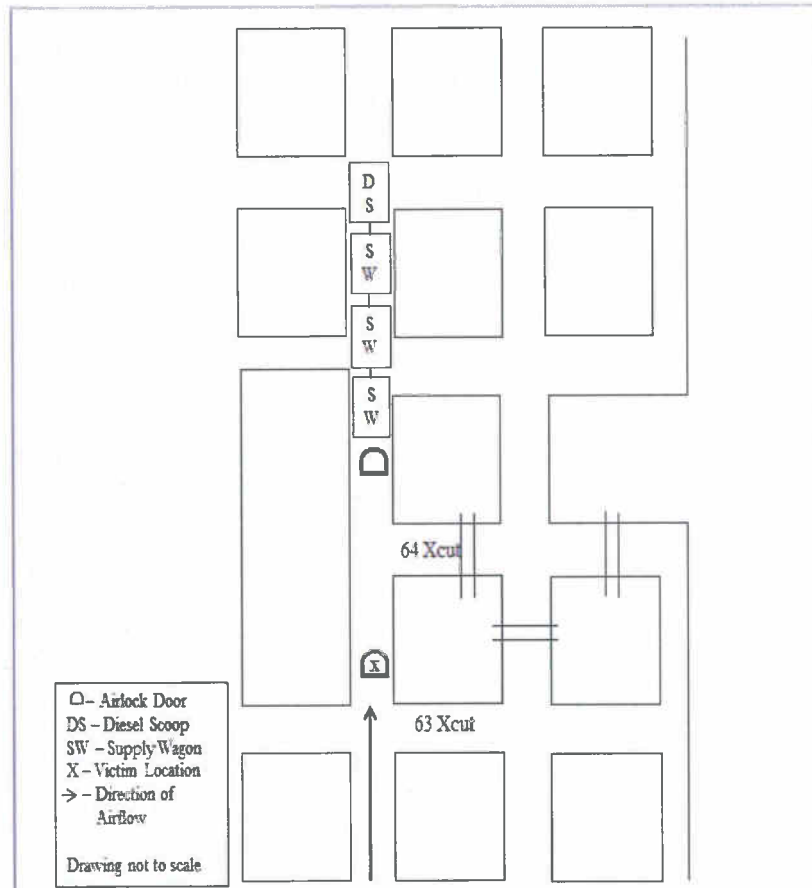 D
S
S
W
S
W
S
W
D
64 Xcut
X
63 Xcut
D – Airlock Door
DS – Diesel Scoop
SW – Supply Wagon
X – Victim Location
→ – Direction of
Airflow
Drawing not to scale